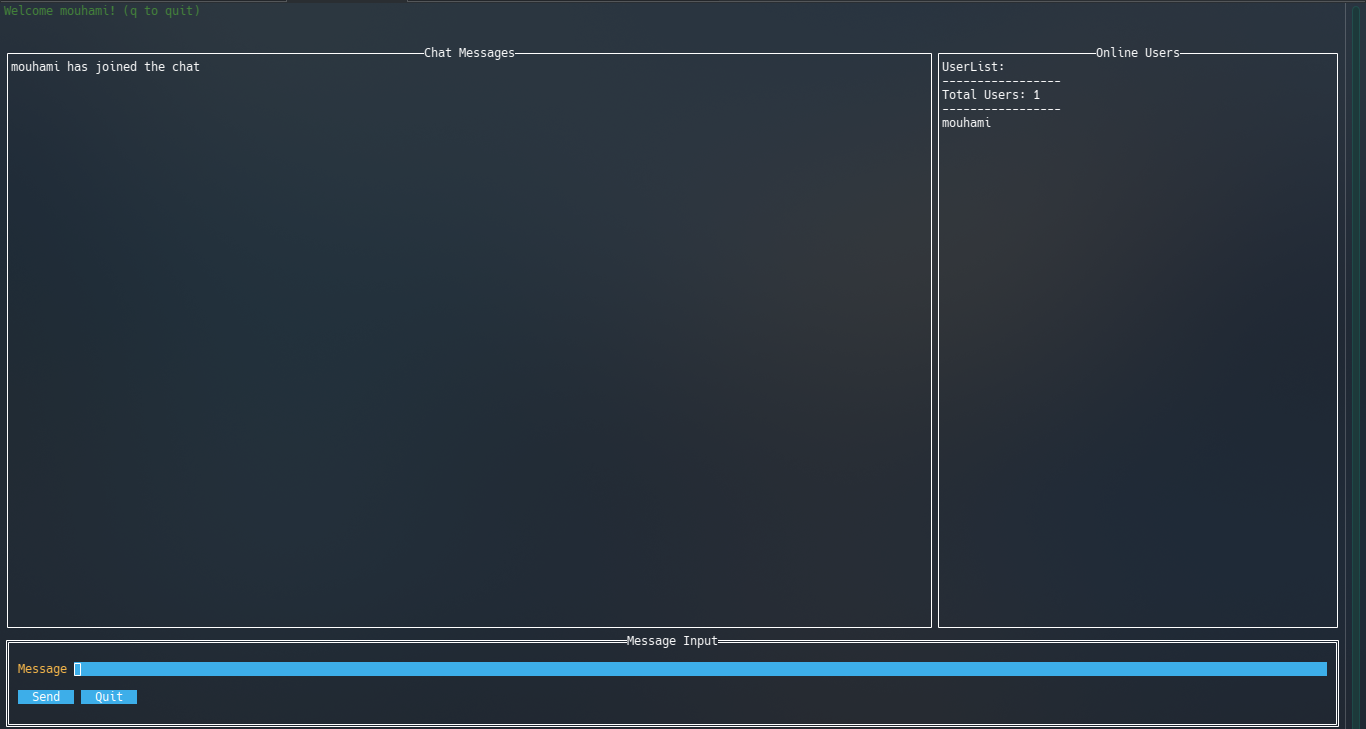 Welcome mouhami! (q to quit)
Chat Messages
mouhami has joined the chat
Online Users
UserList:
-----------------
Total Users: 1
-----------------
mouhami
Message Input
Message
Send Quit